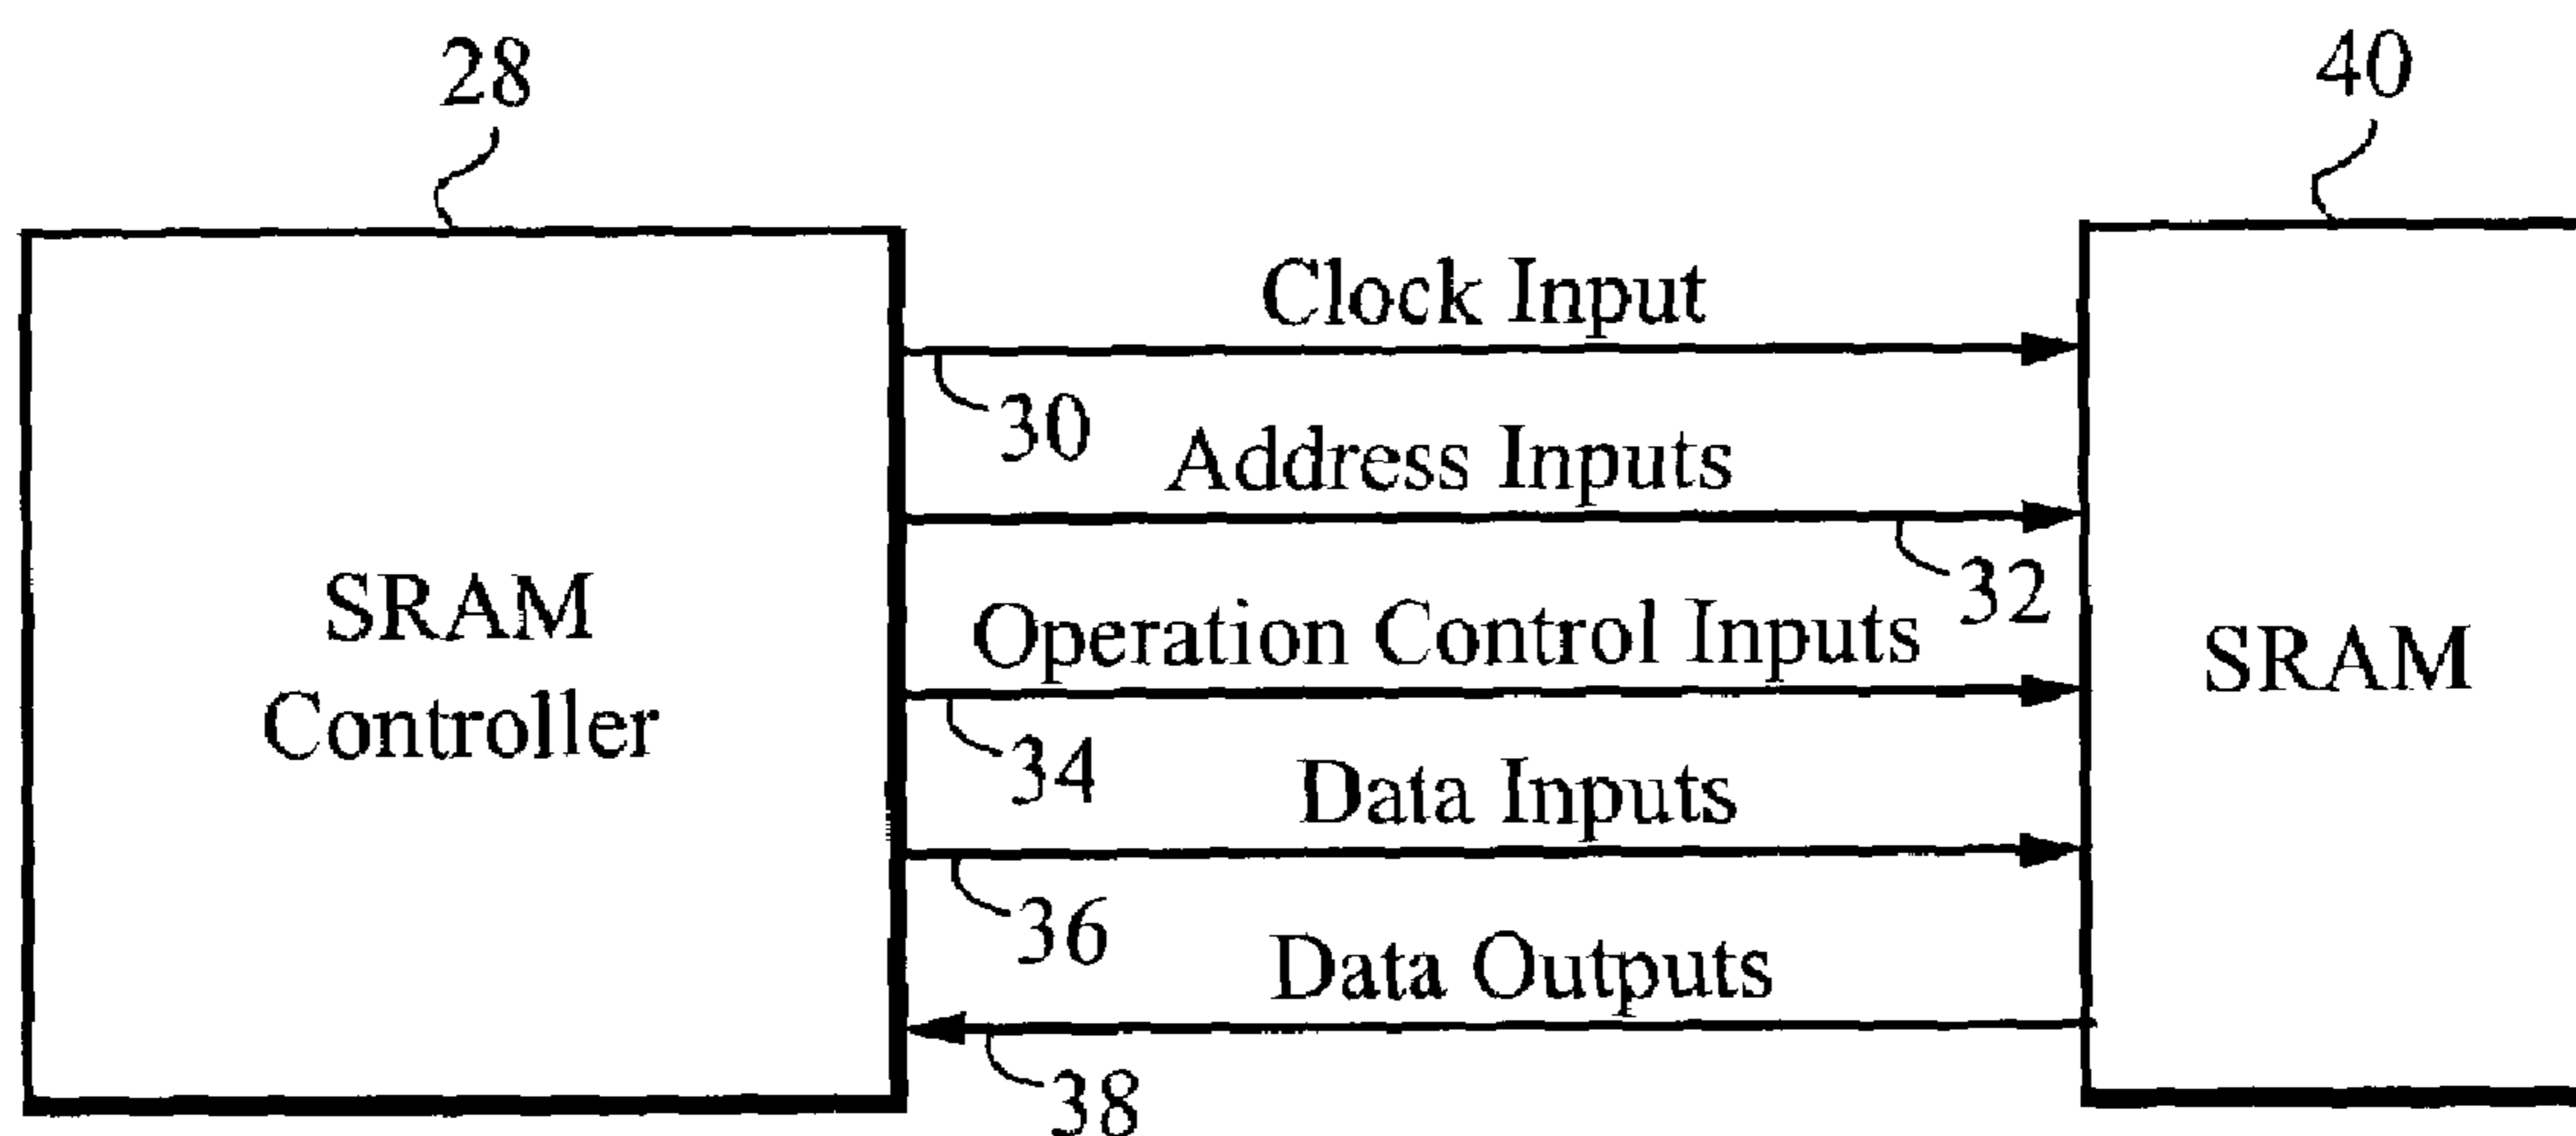 28
40
Clock Input
30
Address Inputs
32
SRAM
Controller
Operation Control Inputs
SRAM
34
Data Inputs
36
Data Outputs
38